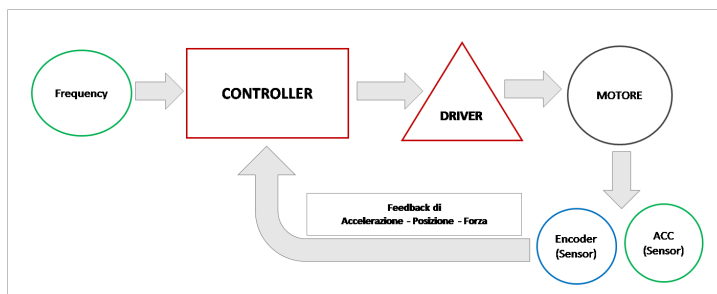 Frequency
CONTROLLER
DRIVER
MOTORE
Feedback di
Accelerazione - Posizione - Forza
Encoder
(Sensor)
ACC
(Sensor)